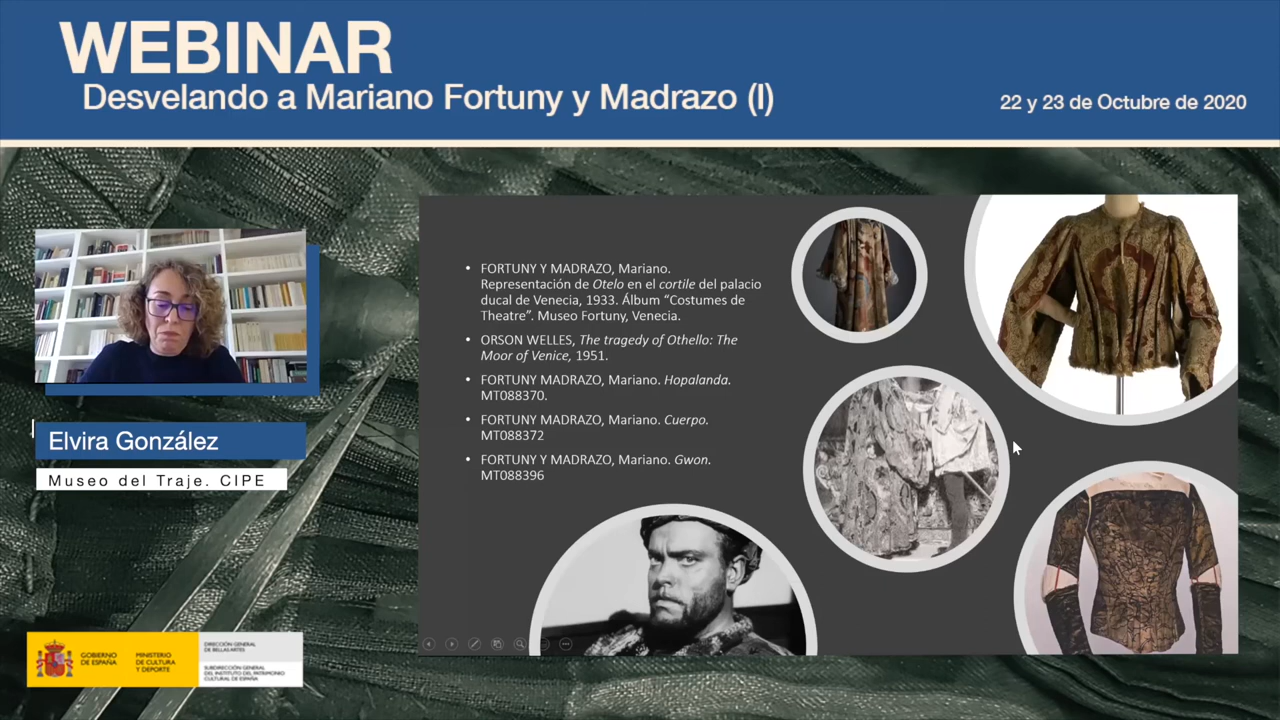 WEBINAR
Desvelando a Mariano Fortuny y Madrazo (I)
22 y 23 de Octubre de 2020
• FORTUNY Y MADRAZO, Mariano.
Representación de Otelo en el cortile del palacio
ducal de Venecia, 1933. Álbum “Costumes de
Theatre”. Museo Fortuny, Venecia.
• ORSON WELLES, The tragedy of Othello: The
Moor of Venice, 1951.
• FORTUNY MADRAZO, Mariano. Hopalanda.
MT088370.
• FORTUNY MADRAZO, Mariano. Cuerpo.
MT088372
• FORTUNY Y MADRAZO, Mariano. Gwon.
MT088396
Elvira González
Museo del Traje. CIPE
GOBIERNO
DE ESPAÑA
MINISTERIO
DE CULTURA
Y DEPORTE
DIRECCIÓN GENERAL
DE BELLAS ARTES
SUBDIRECCIÓN GENERAL
DEL INSTITUTO DEL PATRIMONIO
CULTURAL DE ESPAÑA